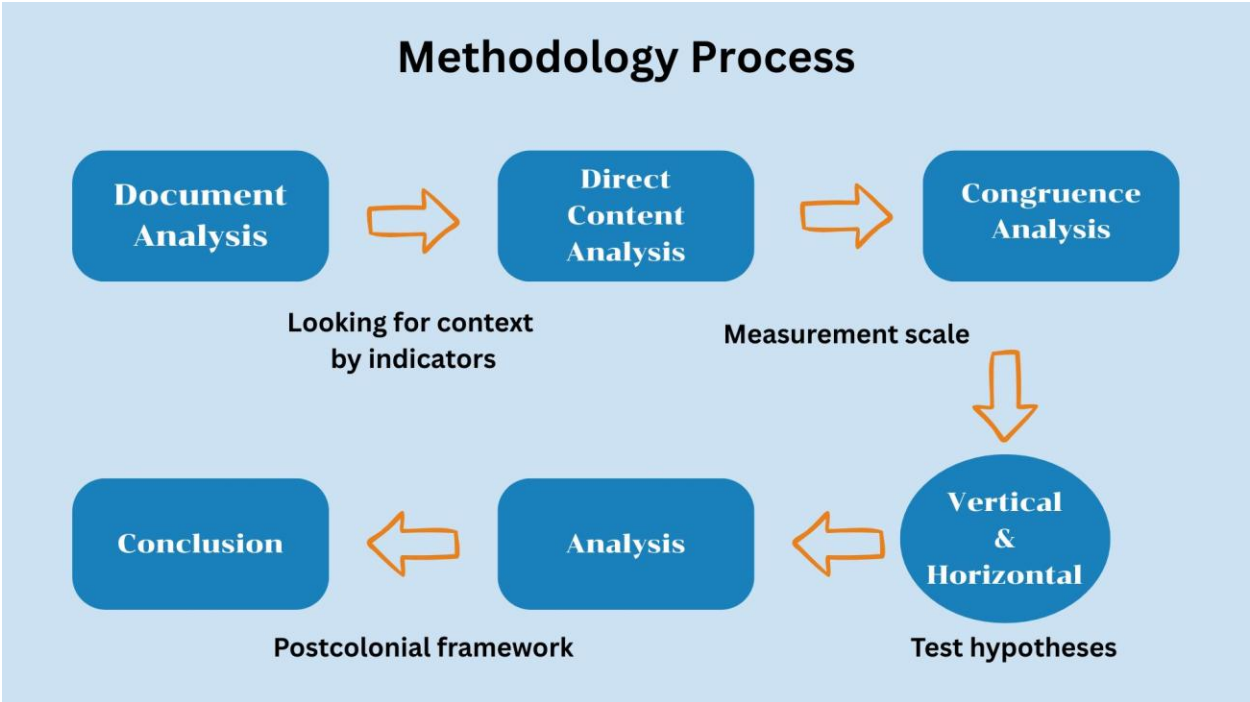 Methodology Process
Document
Analysis
Direct
Content
Analysis
Congruence
Analysis
Looking for context
by indicators
Measurement scale
Vertical
&
Horizontal
Test hypotheses
Analysis
Conclusion
Postcolonial framework